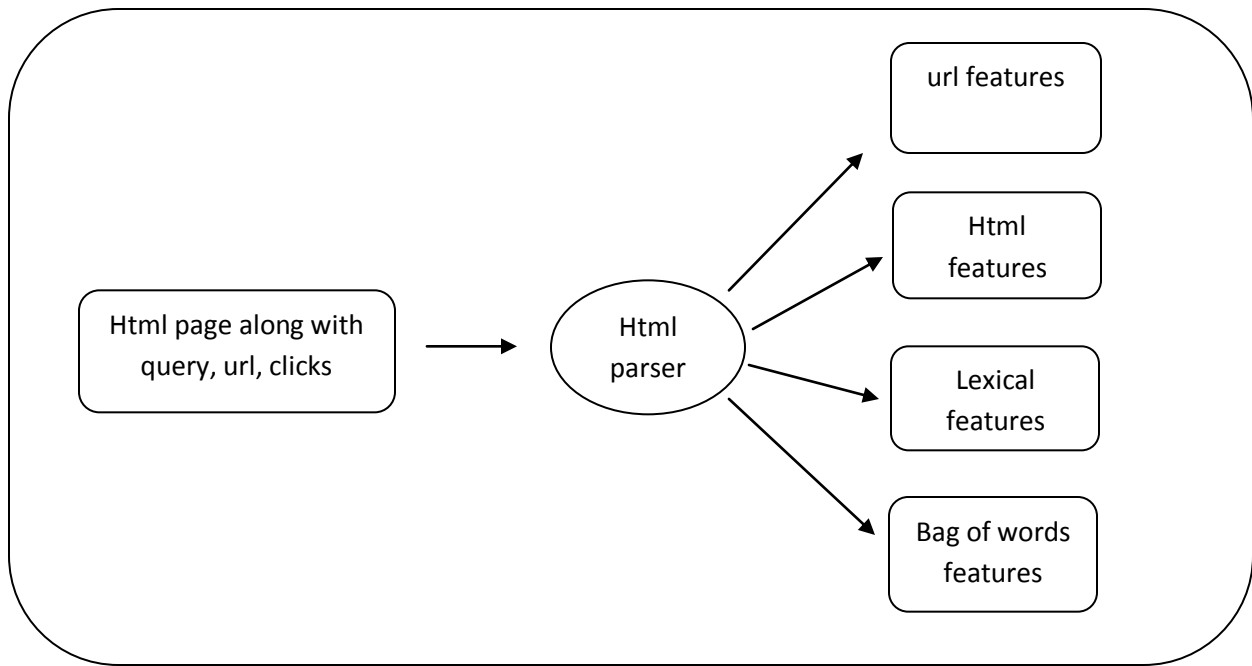 url features
Html
features
Html page along with
query, url, clicks
Html
parser
Lexical
features
Bag of words
features